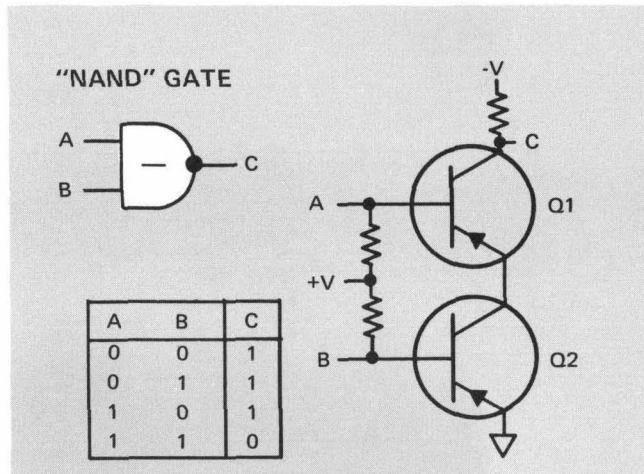 "NAND" GATE
A
B
C
-V
C
A
Q1
+V
B
Q2
A B C
0 0 1
0 1 1
1 0 1
1 1 0